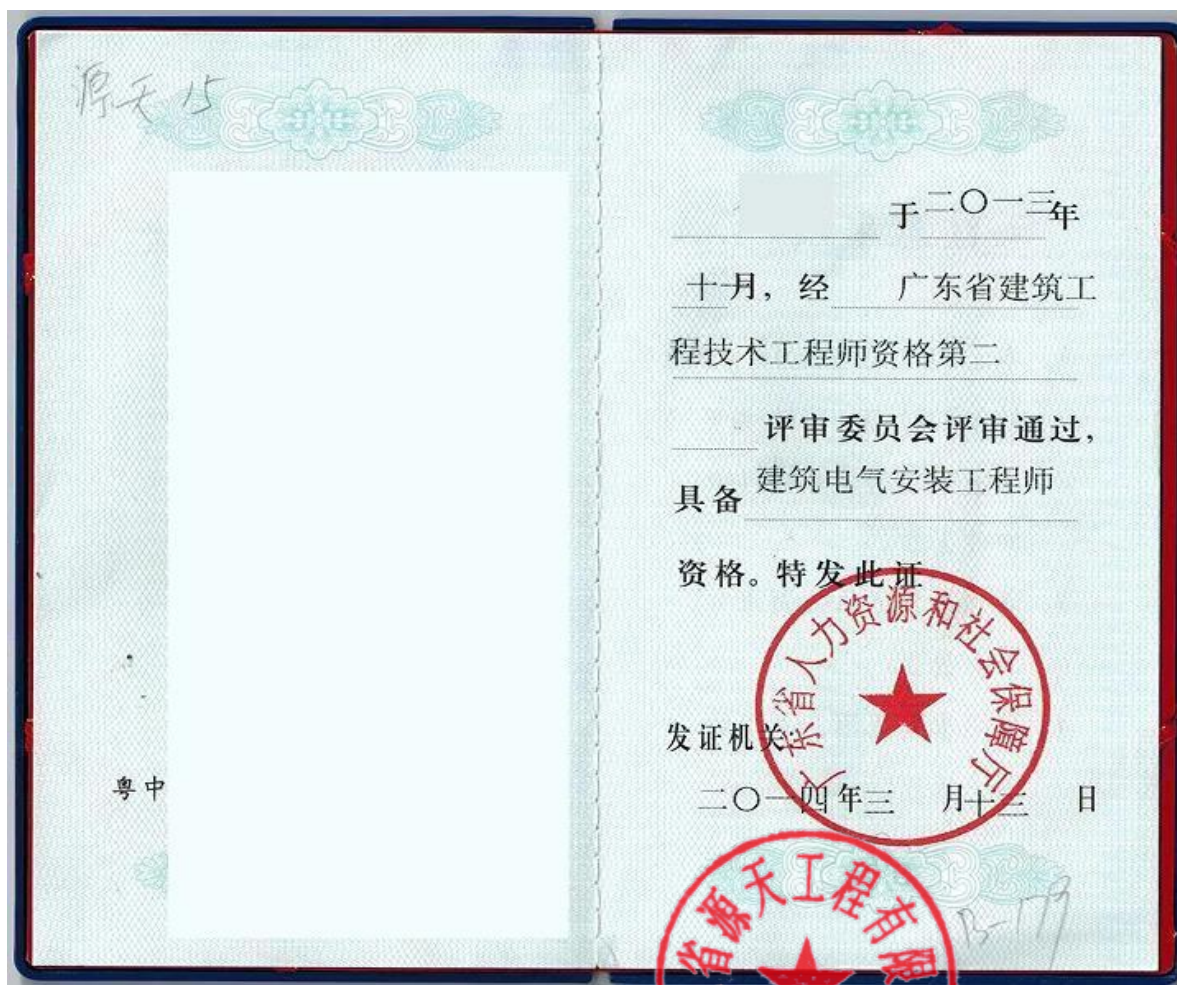 源天 15
粤中
于二〇一三年
十月，经 广东省建筑工
程技术工程师资格第二
评审委员会评审通过，
具备建筑电气安装工程师
资格。特发此证
广东省人力资源和社会保障厅
发证机关：
二〇一四年三月十三日
省源天工程有限
B-179